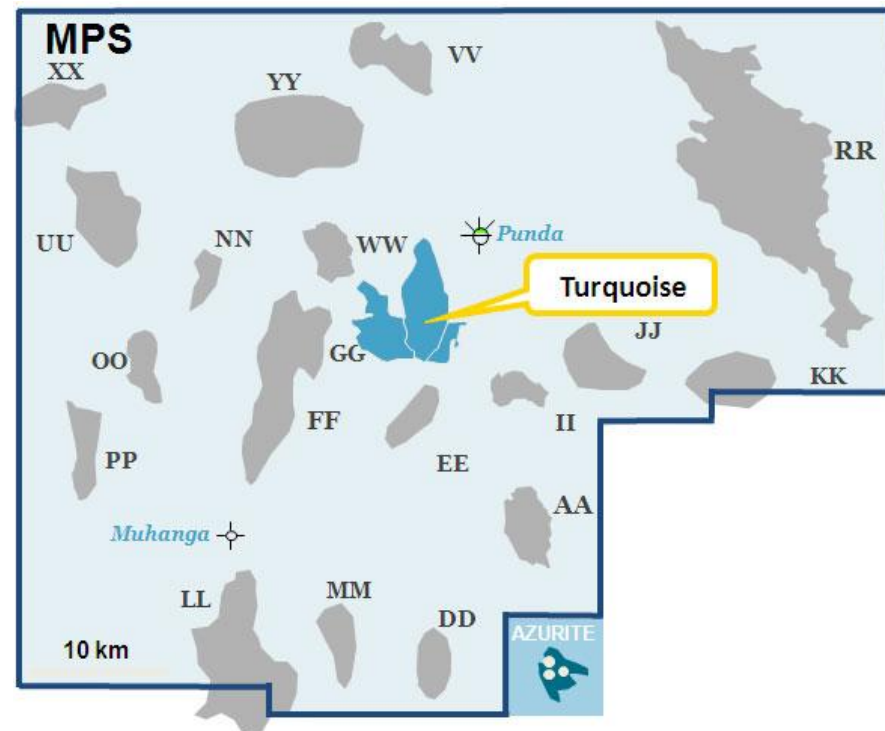 MPS
VV
XX
YY
RR
UU
NN
WW
Punda
Turquoise
JJ
OO
GG
KK
FF
II
PP
EE
AA
Muhanga
LL
MM
DD
AZURITE
10 km